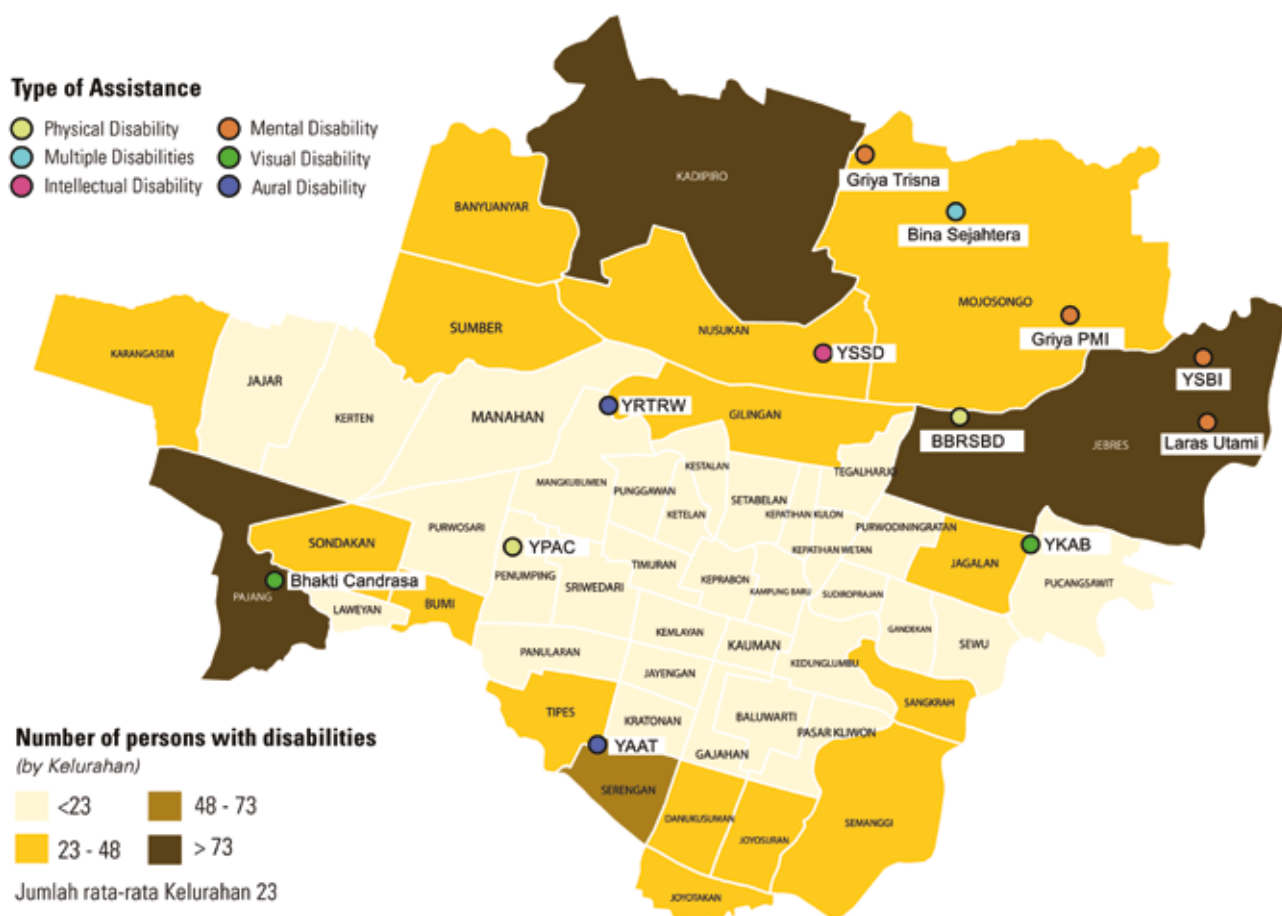 Type of Assistance
Physical Disability
Mental Disability
Multiple Disabilities
Visual Disability
Intellectual Disability
Aural Disability
KADIPIRO
Griya Trisna
BANYUANYAR
Bina Sejahtera
MOJOSONGO
SUMBER
NUSUKAN
Griya PMI
KARANGASEM
YSSD
YSBI
JAJAR
KERTEN
MANAHAN
YRTRW
GILINGAN
BBRSBD
JEBRES
Laras Utami
KESTALAN
TEGALHARJO
MANGKUBUMEN
PUNGGAWAN
SETABELAN
KETELAN
KEPATIHAN KULON
PURWOSARI
PURWODININGRATAN
SONDAKAN
YPAC
KEPATIHAN WETAN
YKAB
JAGALAN
TIMURAN
PENUMPING
SRIWEDARI
KEPRABON
KAMPUNG BARU
SUDIROPRAJAN
PUCANGSAWIT
Bhakti Candrasa
PAJANG
LAWEYAN
BUMI
KEMLAYAN
KAUMAN
GANDEKAN
SEWU
PANULARAN
JAYENGAN
KEDUNGLUMBU
SANGKRAH
TIPES
KRATONAN
BALUWARTI
PASAR KLIWON
YAAT
GAJAHAN
SERENGAN
DANUKUSUMAN
JOYOSURAN
SEMANGGI
JOYOTAKAN
Number of persons with disabilities
(by Kelurahan)
<23
48 - 73
23 - 48
> 73
Jumlah rata-rata Kelurahan 23